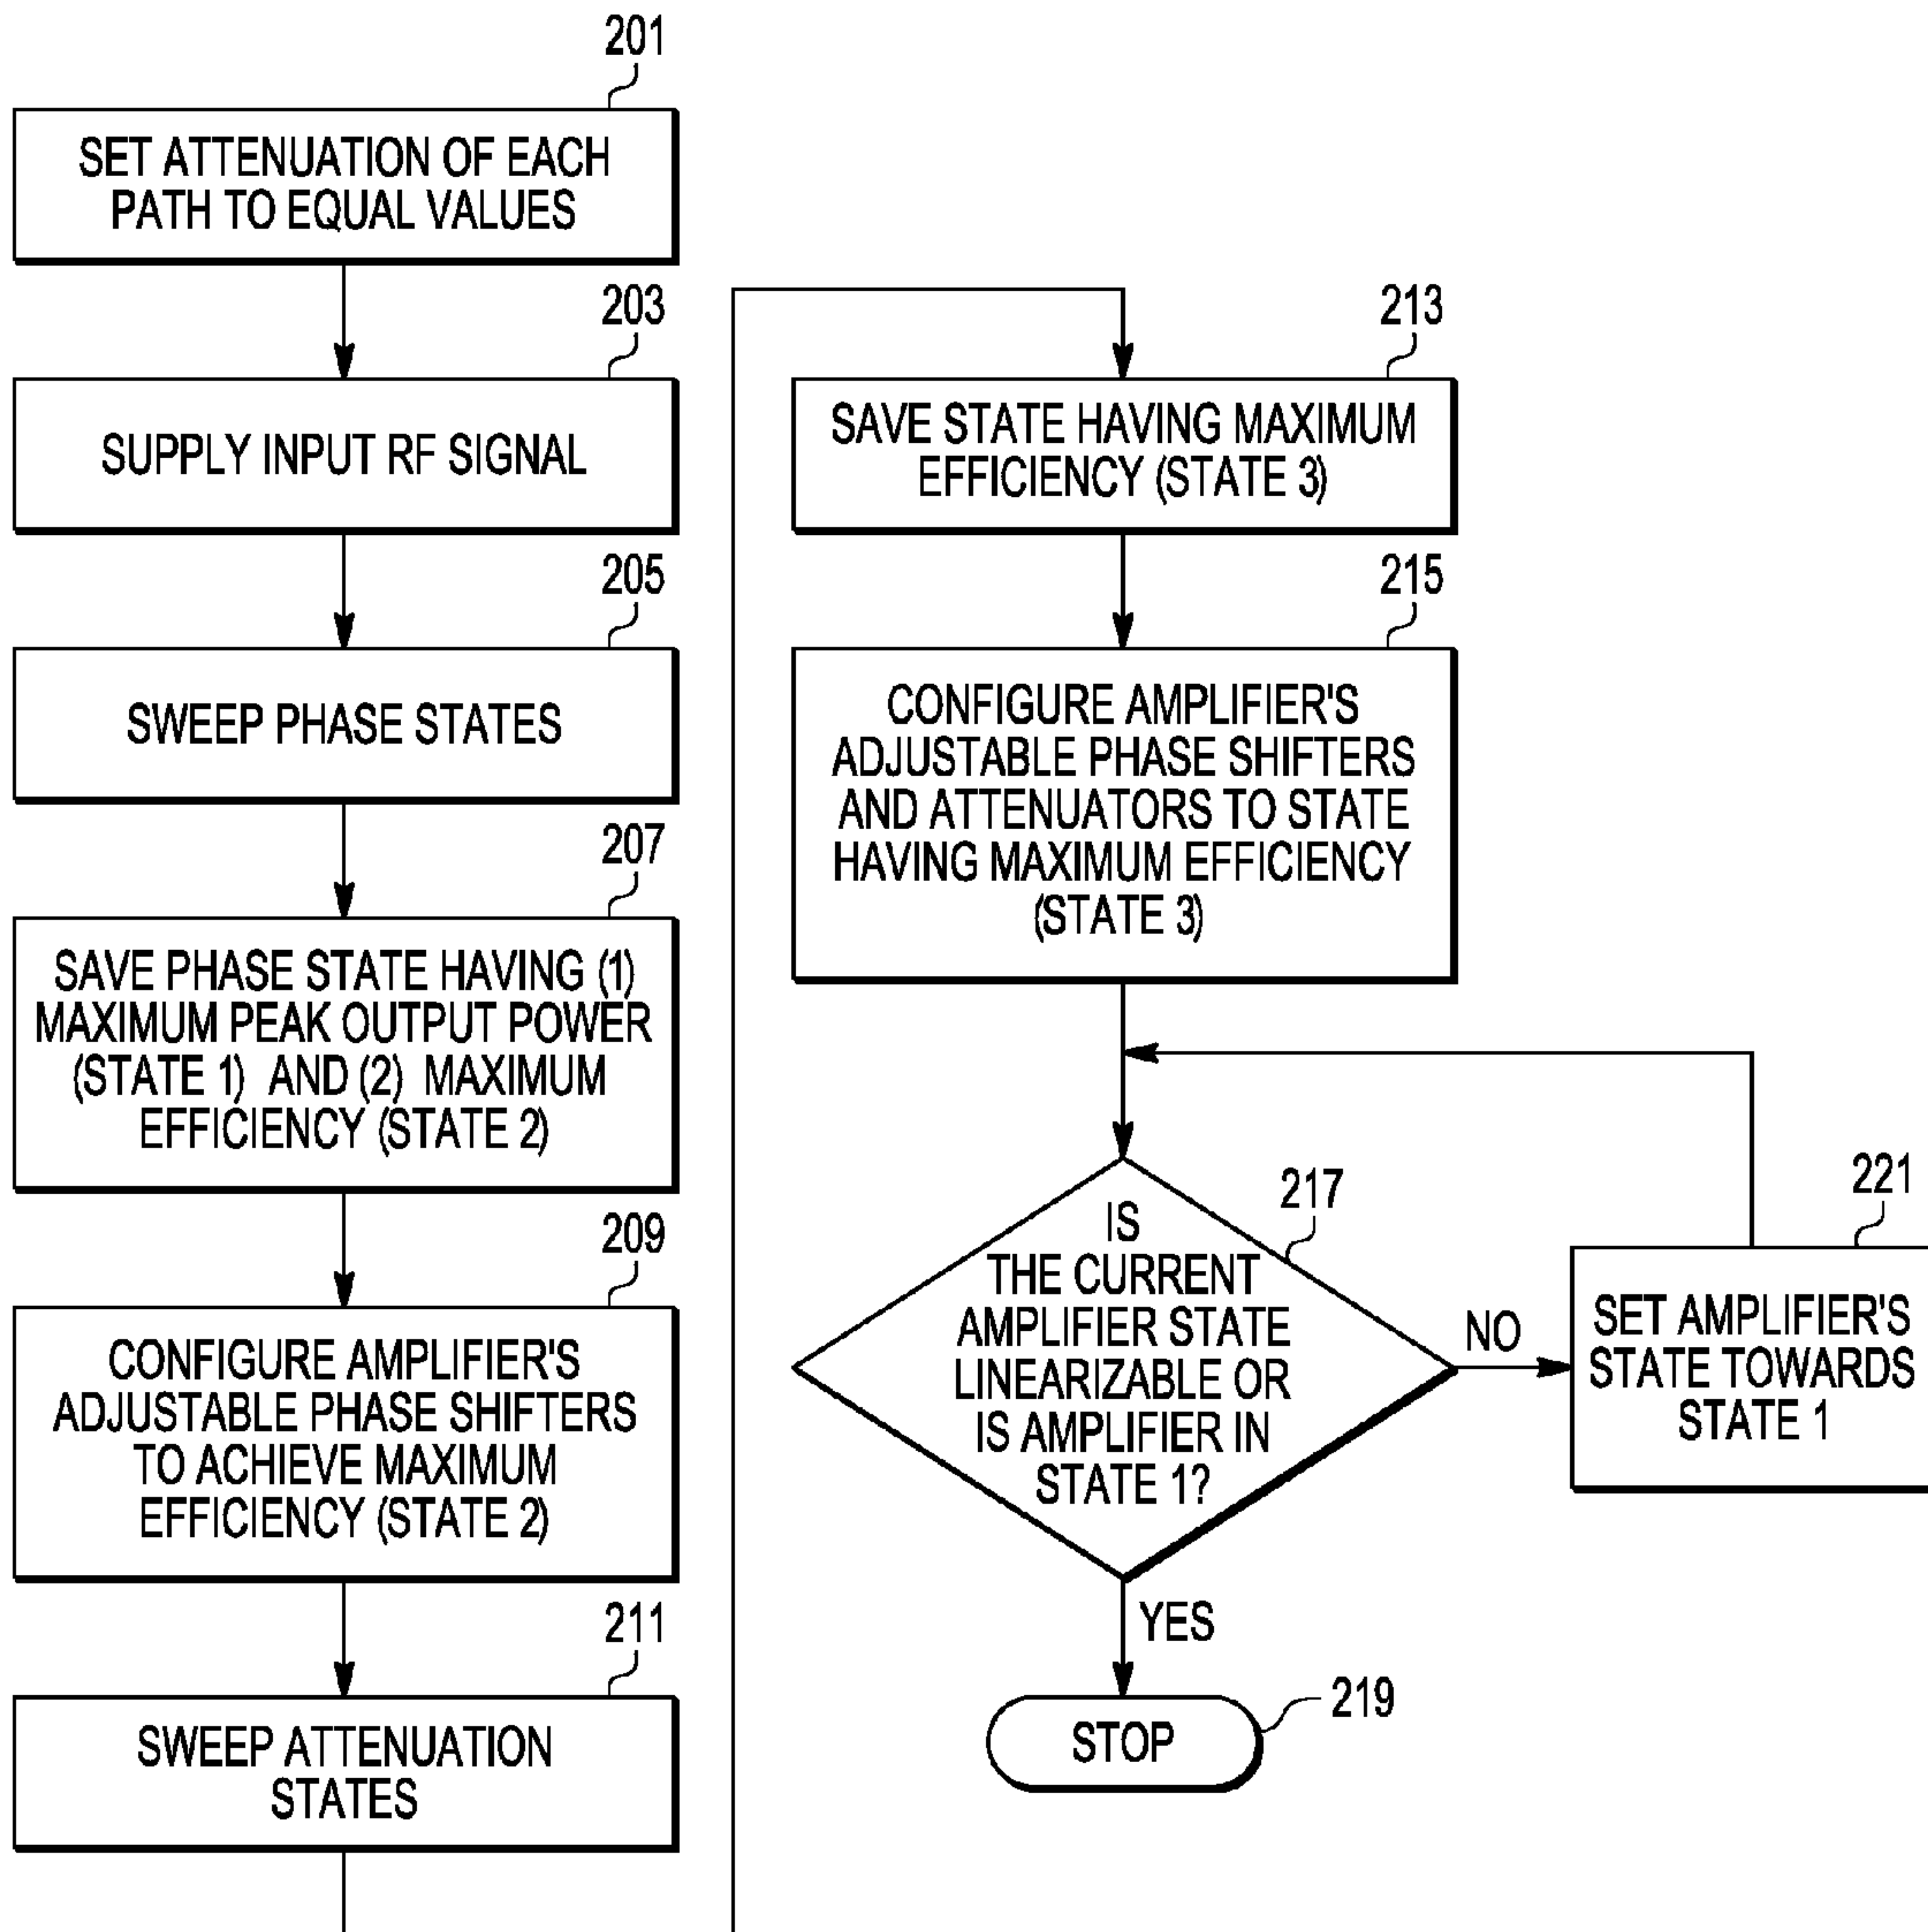 201
SET ATTENUATION OF EACH
PATH TO EQUAL VALUES
203
SUPPLY INPUT RF SIGNAL
205
SWEEP PHASE STATES
207
SAVE PHASE STATE HAVING (1)
MAXIMUM PEAK OUTPUT POWER
(STATE 1) AND (2) MAXIMUM
EFFICIENCY (STATE 2)
209
CONFIGURE AMPLIFIER'S
ADJUSTABLE PHASE SHIFTERS
TO ACHIEVE MAXIMUM
EFFICIENCY (STATE 2)
211
SWEEP ATTENUATION
STATES
213
SAVE STATE HAVING MAXIMUM
EFFICIENCY (STATE 3)
215
CONFIGURE AMPLIFIER'S
ADJUSTABLE PHASE SHIFTERS
AND ATTENUATORS TO STATE
HAVING MAXIMUM EFFICIENCY
(STATE 3)
217
IS
THE CURRENT
AMPLIFIER STATE
LINEARIZABLE OR
IS AMPLIFIER IN
STATE 1?
NO
221
SET AMPLIFIER'S
STATE TOWARDS
STATE 1
YES
STOP
219